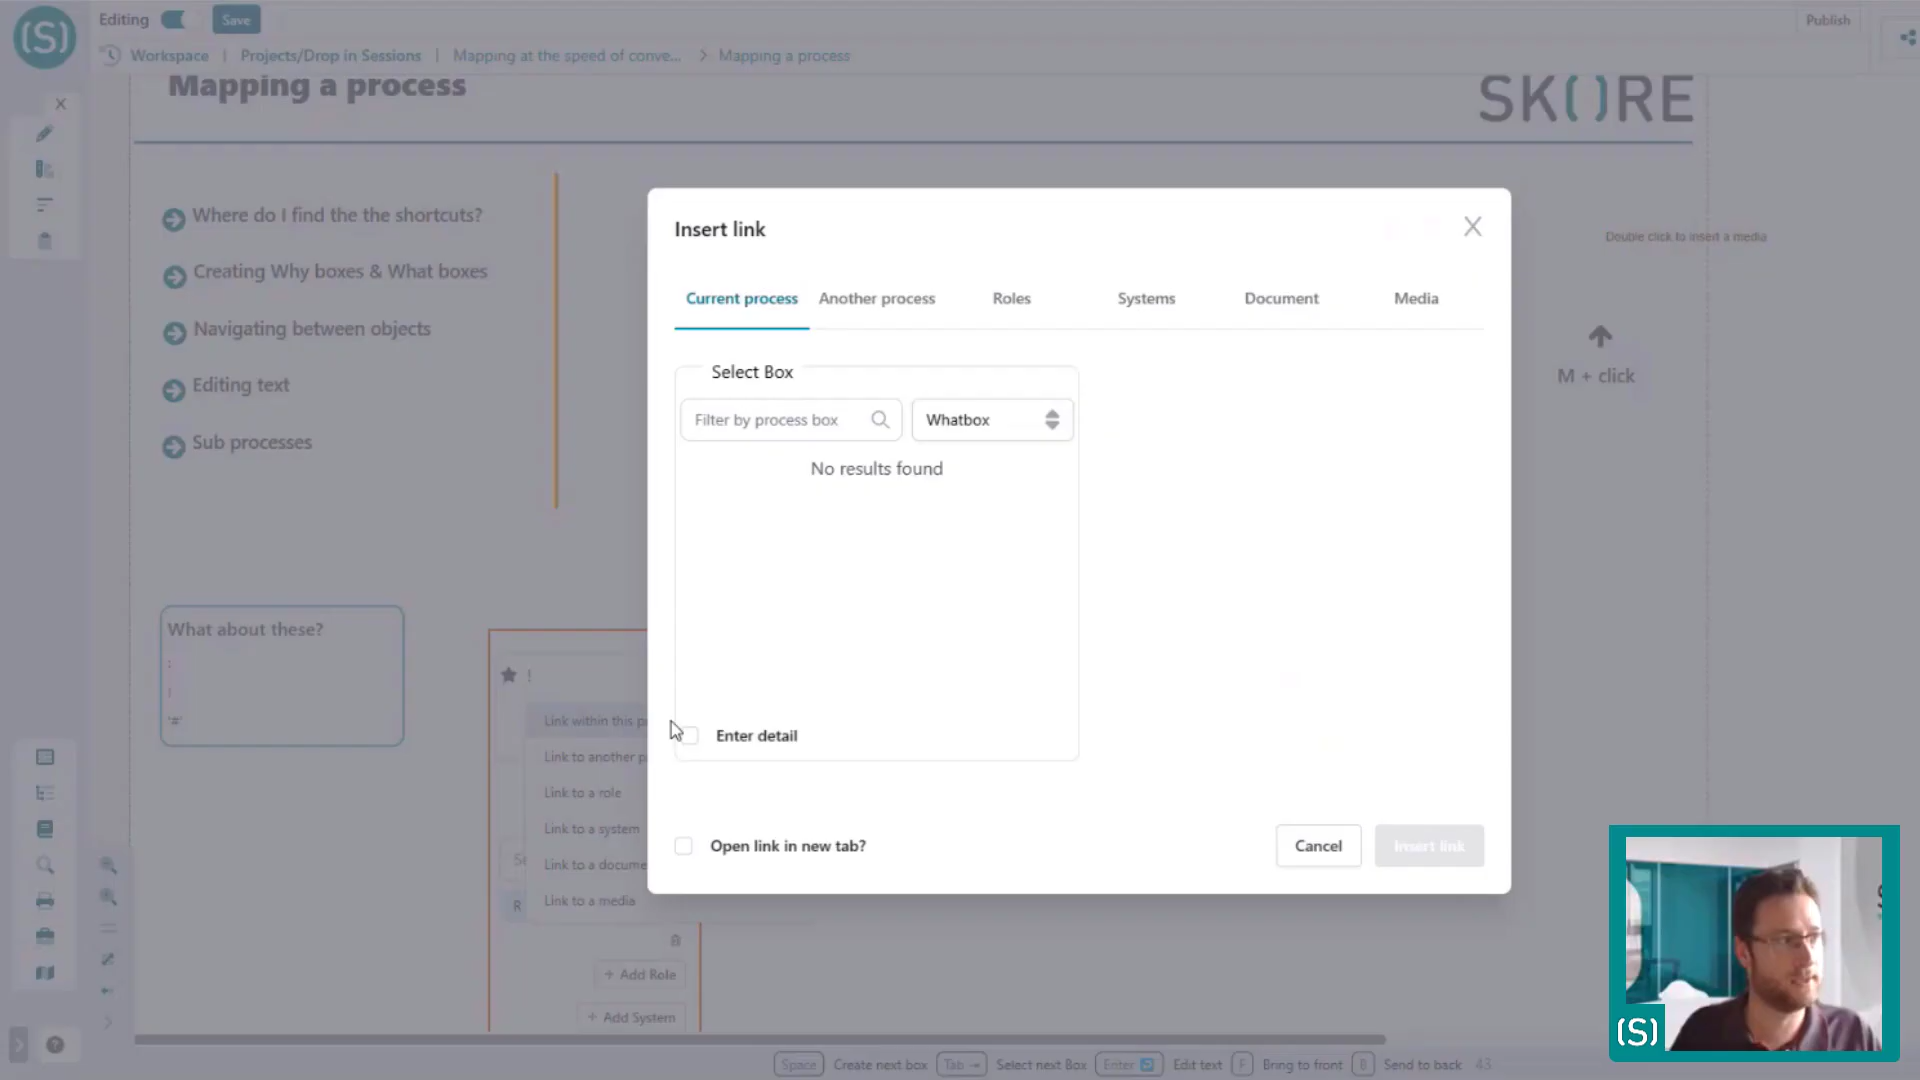 Editing Save Publish
Workspace | Projects/Drop in Sessions | Mapping at the speed of conve... > Mapping a process
Mapping a process
SK()RE
Where do I find the the shortcuts?
Creating Why boxes & What boxes
Navigating between objects
Editing text
Sub processes
What about these?
:
!
'#'
!
Link within this p
Link to another p
Link to a role
Link to a system
Link to a docume
Link to a media
R
+ Add Role
+ Add System
Insert link
Current process Another process Roles Systems Document Media
Select Box
Filter by process box Whatbox
No results found
Enter detail
Open link in new tab?
Cancel Insert link
Double click to insert a media
M + click
Space Create next box Tab Select next Box Enter Edit text F Bring to front B Send to back 43
(S)
(S)